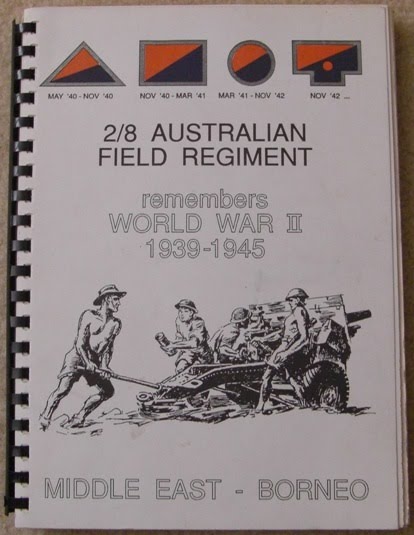 MAY '40 - NOV '40 NOV '40 - MAR '41 MAR '41 - NOV '42 NOV '42 ...
2/8 AUSTRALIAN
FIELD REGIMENT
remembers
WORLD WAR II
1939-1945
MIDDLE EAST - BORNEO